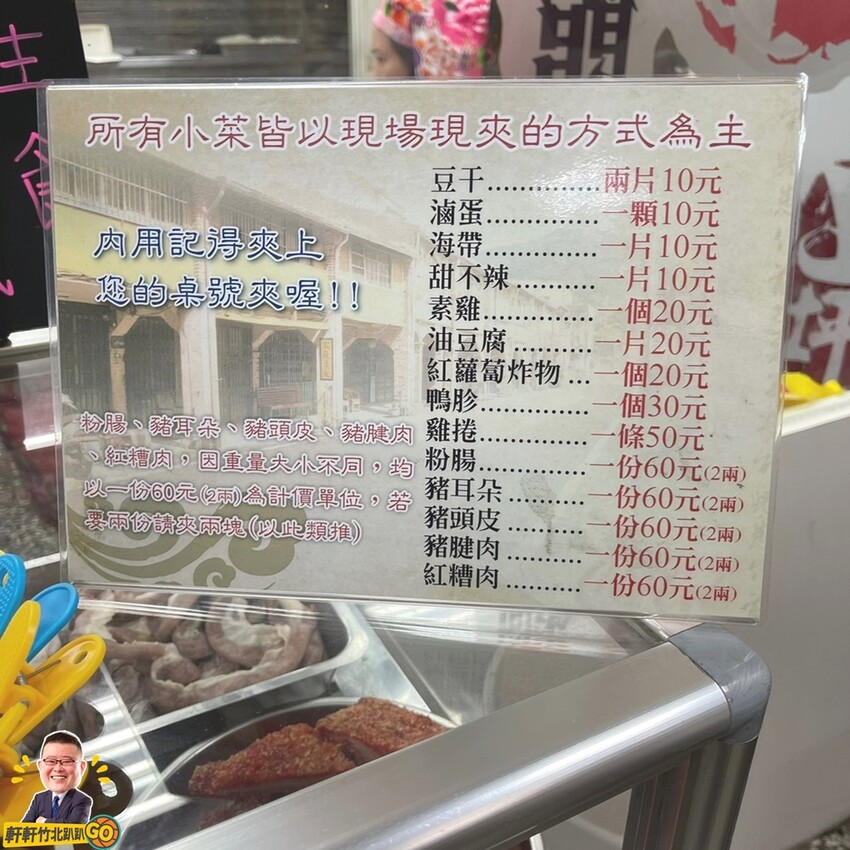 所有小菜皆以現場現夾的方式為主
內用記得夾上
您的桌號夾喔!!
粉腸、豬耳朵、豬頭皮、豬腱肉
、紅糟肉,因重量大小不同,均
以一份60元(2兩)為計價單位,若
要兩份請夾兩塊(以此類推)
豆干...............兩片10元
滷蛋...............一顆10元
海帶...............一片10元
甜不辣...........一片10元
素雞...............一個20元
油豆腐...........一片20元
紅蘿蔔炸物 ...一個20元
鴨胗...............一個30元
雞捲...............一條50元
粉腸...............一份60元(2兩)
豬耳朵 ...........一份60元(2兩)
豬頭皮 ...........一份60元(2兩)
豬腱肉 ...........一份60元(2兩)
紅糟肉 ...........一份60元(2兩)
軒軒竹北趴趴GO